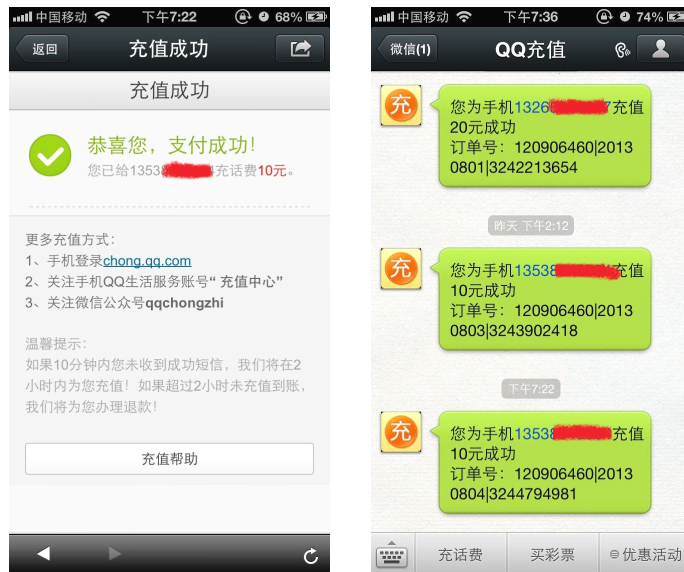 中国移动 下午7:22 68%
返回 充值成功
充值成功
恭喜您，支付成功！
您已给1353 充话费10元。
更多充值方式：
1、手机登录chong.qq.com
2、关注手机QQ生活服务账号“ 充值中心”
3、关注微信公众号qqchongzhi
温馨提示：
如果10分钟内您未收到成功短信，我们将在2
小时内为您充值！如果超过2小时未充值到账，
我们将为您办理退款！
充值帮助
中国移动 下午7:36 74%
微信(1) QQ充值
充
您为手机1326 7充值
20元成功
订单号：120906460|2013
0801|3242213654
昨天 下午2:12
充
您为手机1353 充值
10元成功
订单号：120906460|2013
0803|3243902418
下午7:22
充
您为手机1353 充值
10元成功
订单号：120906460|2013
0804|3244794981
充话费 买彩票 优惠活动